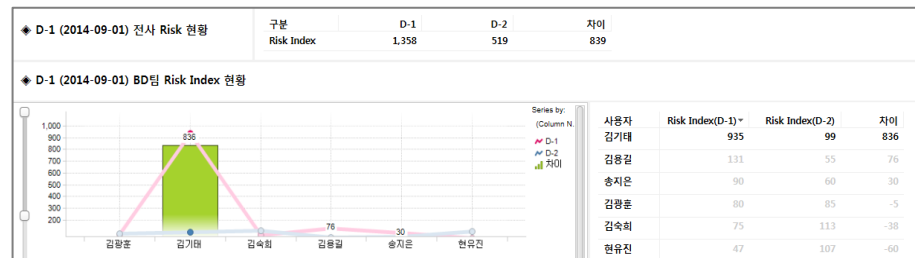 ◈ D-1 (2014-09-01) 전사 Risk 현황
구분 D-1 D-2 차이
Risk Index 1,358 519 839
◈ D-1 (2014-09-01) BD팀 Risk Index 현황
Series by:
(Column N.
D-1
D-2
차이
1,000
900
800
700
600
500
400
300
200
836
76
30
김광훈 김기태 김숙희 김용길 송지은 현유진
사용자 Risk Index(D-1) Risk Index(D-2) 차이
김기태 935 99 836
김용길 131 55 76
송지은 90 60 30
김광훈 80 85 -5
김숙희 75 113 -38
현유진 47 107 -60